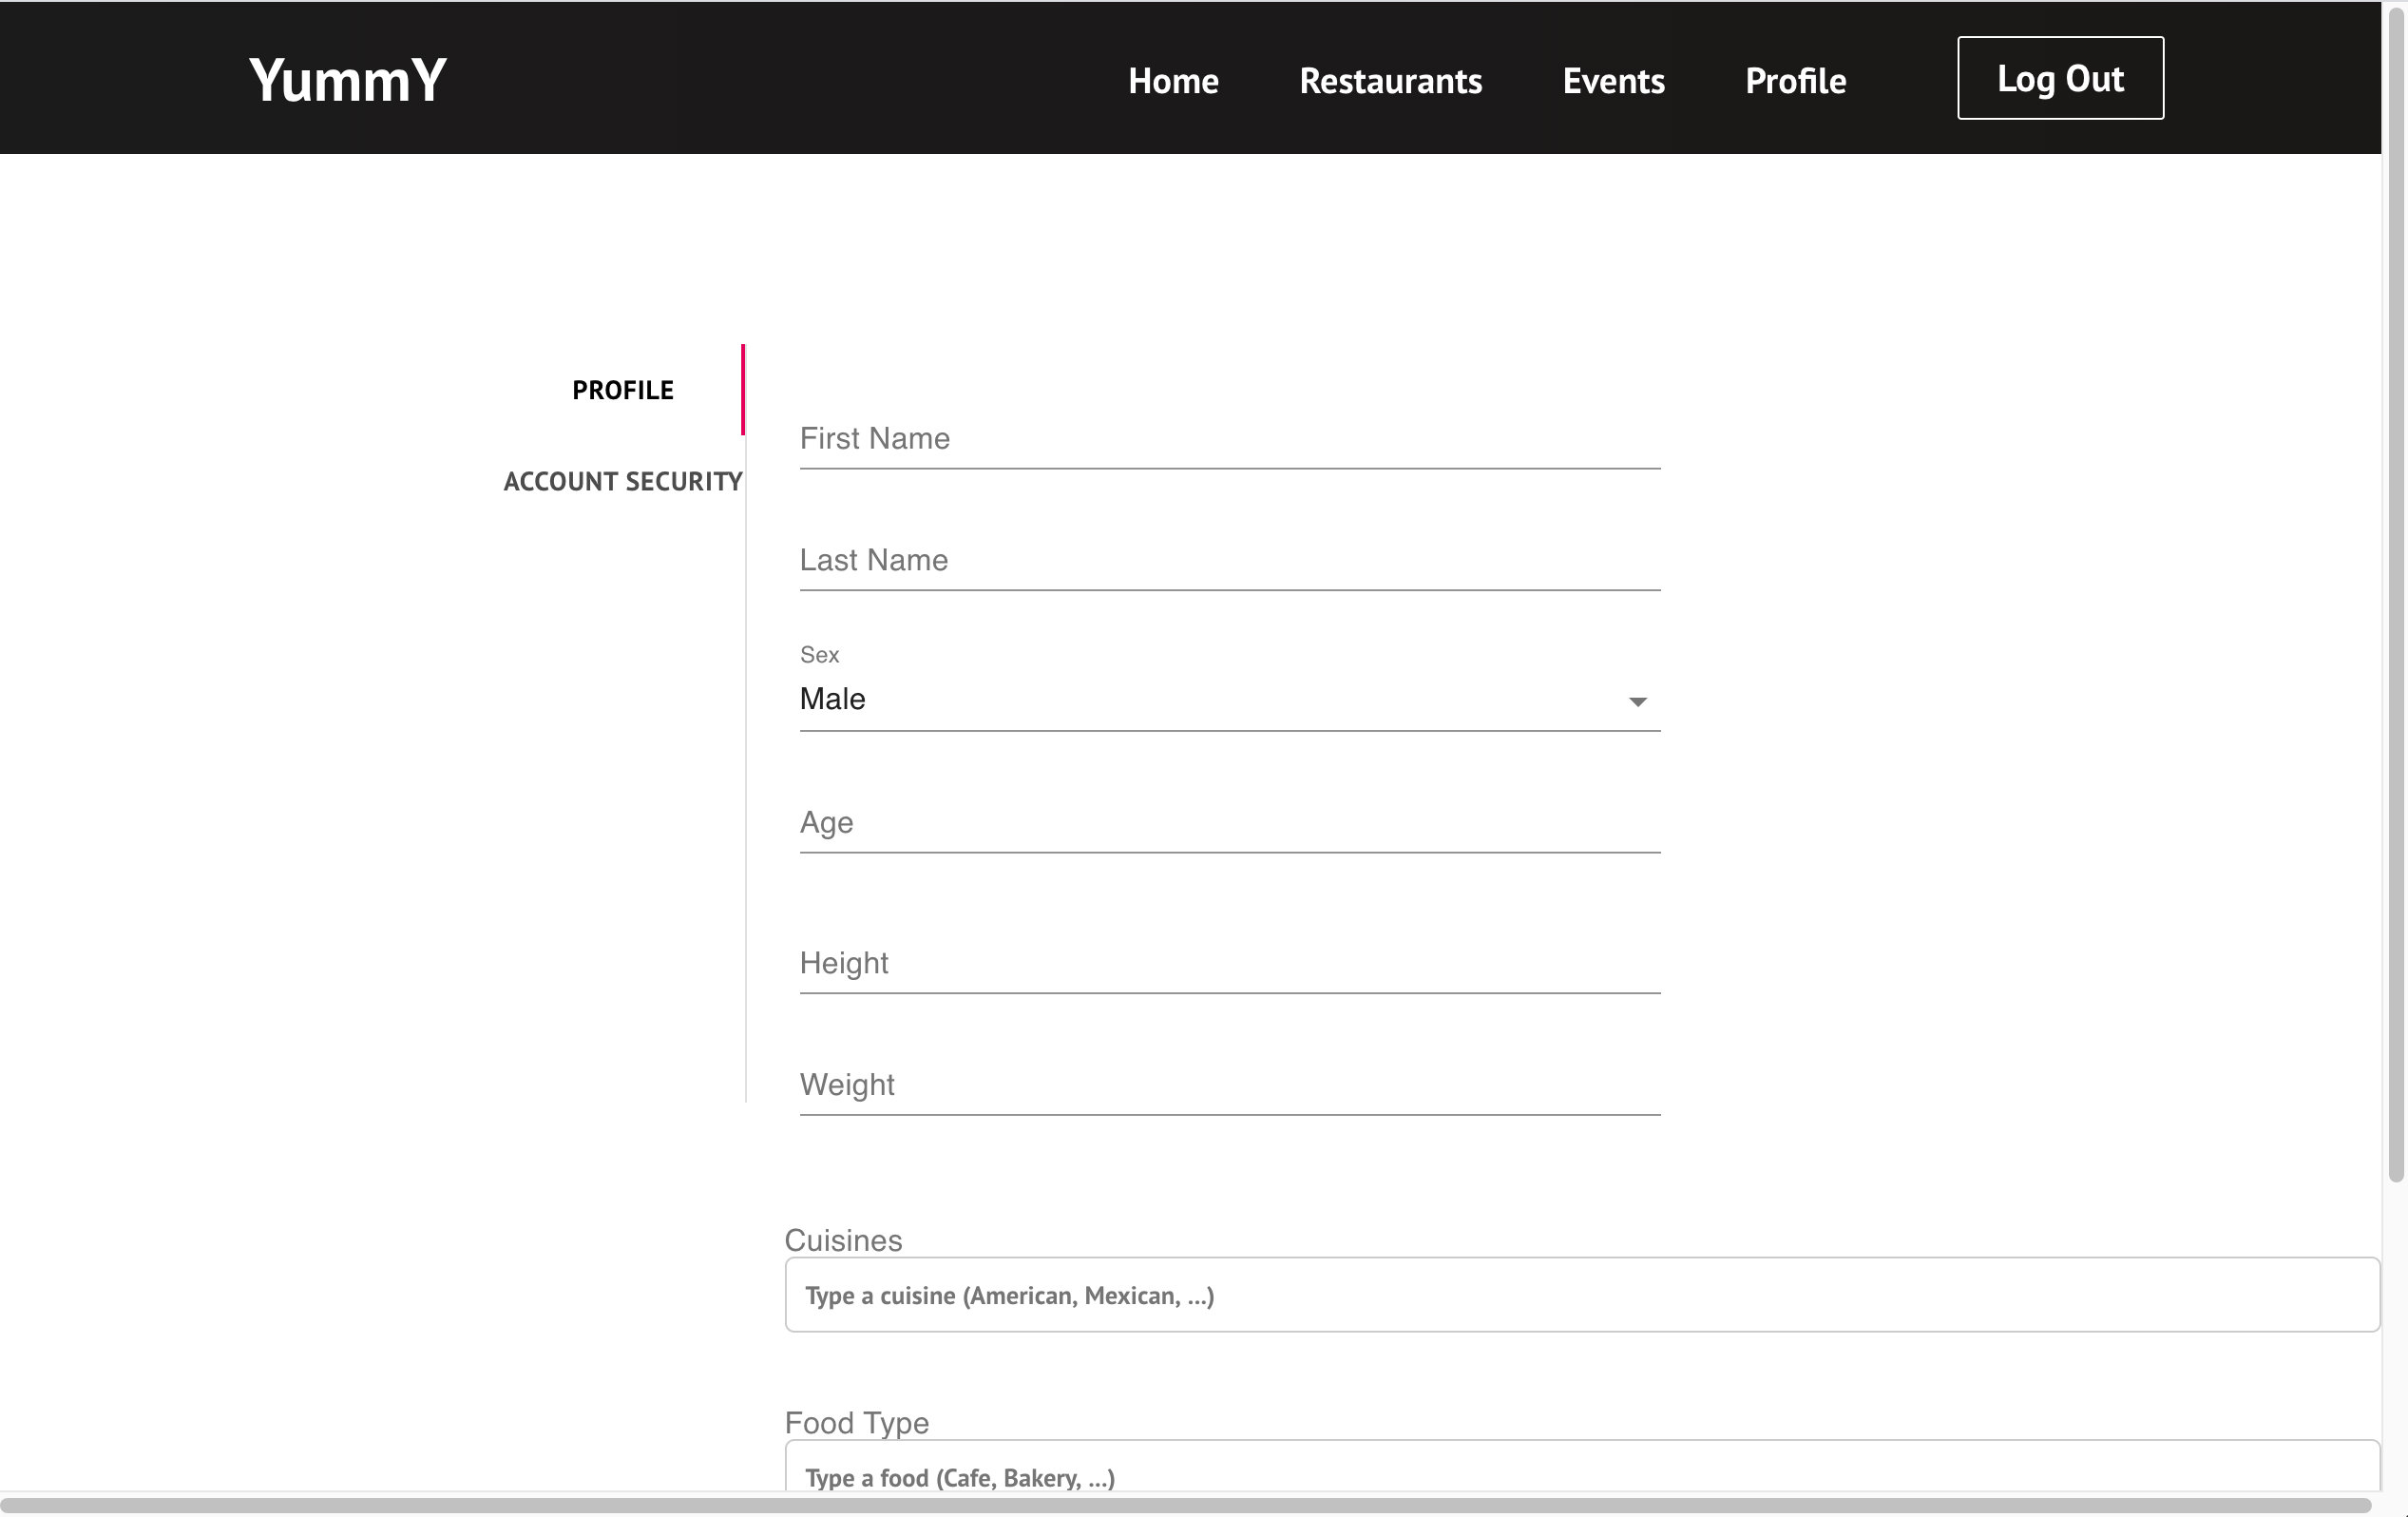 YummY
Home Restaurants Events Profile Log Out
PROFILE
ACCOUNT SECURITY
First Name
Last Name
Sex
Male
Age
Height
Weight
Cuisines
Type a cuisine (American, Mexican, ...)
Food Type
Type a food (Cafe, Bakery, ...)